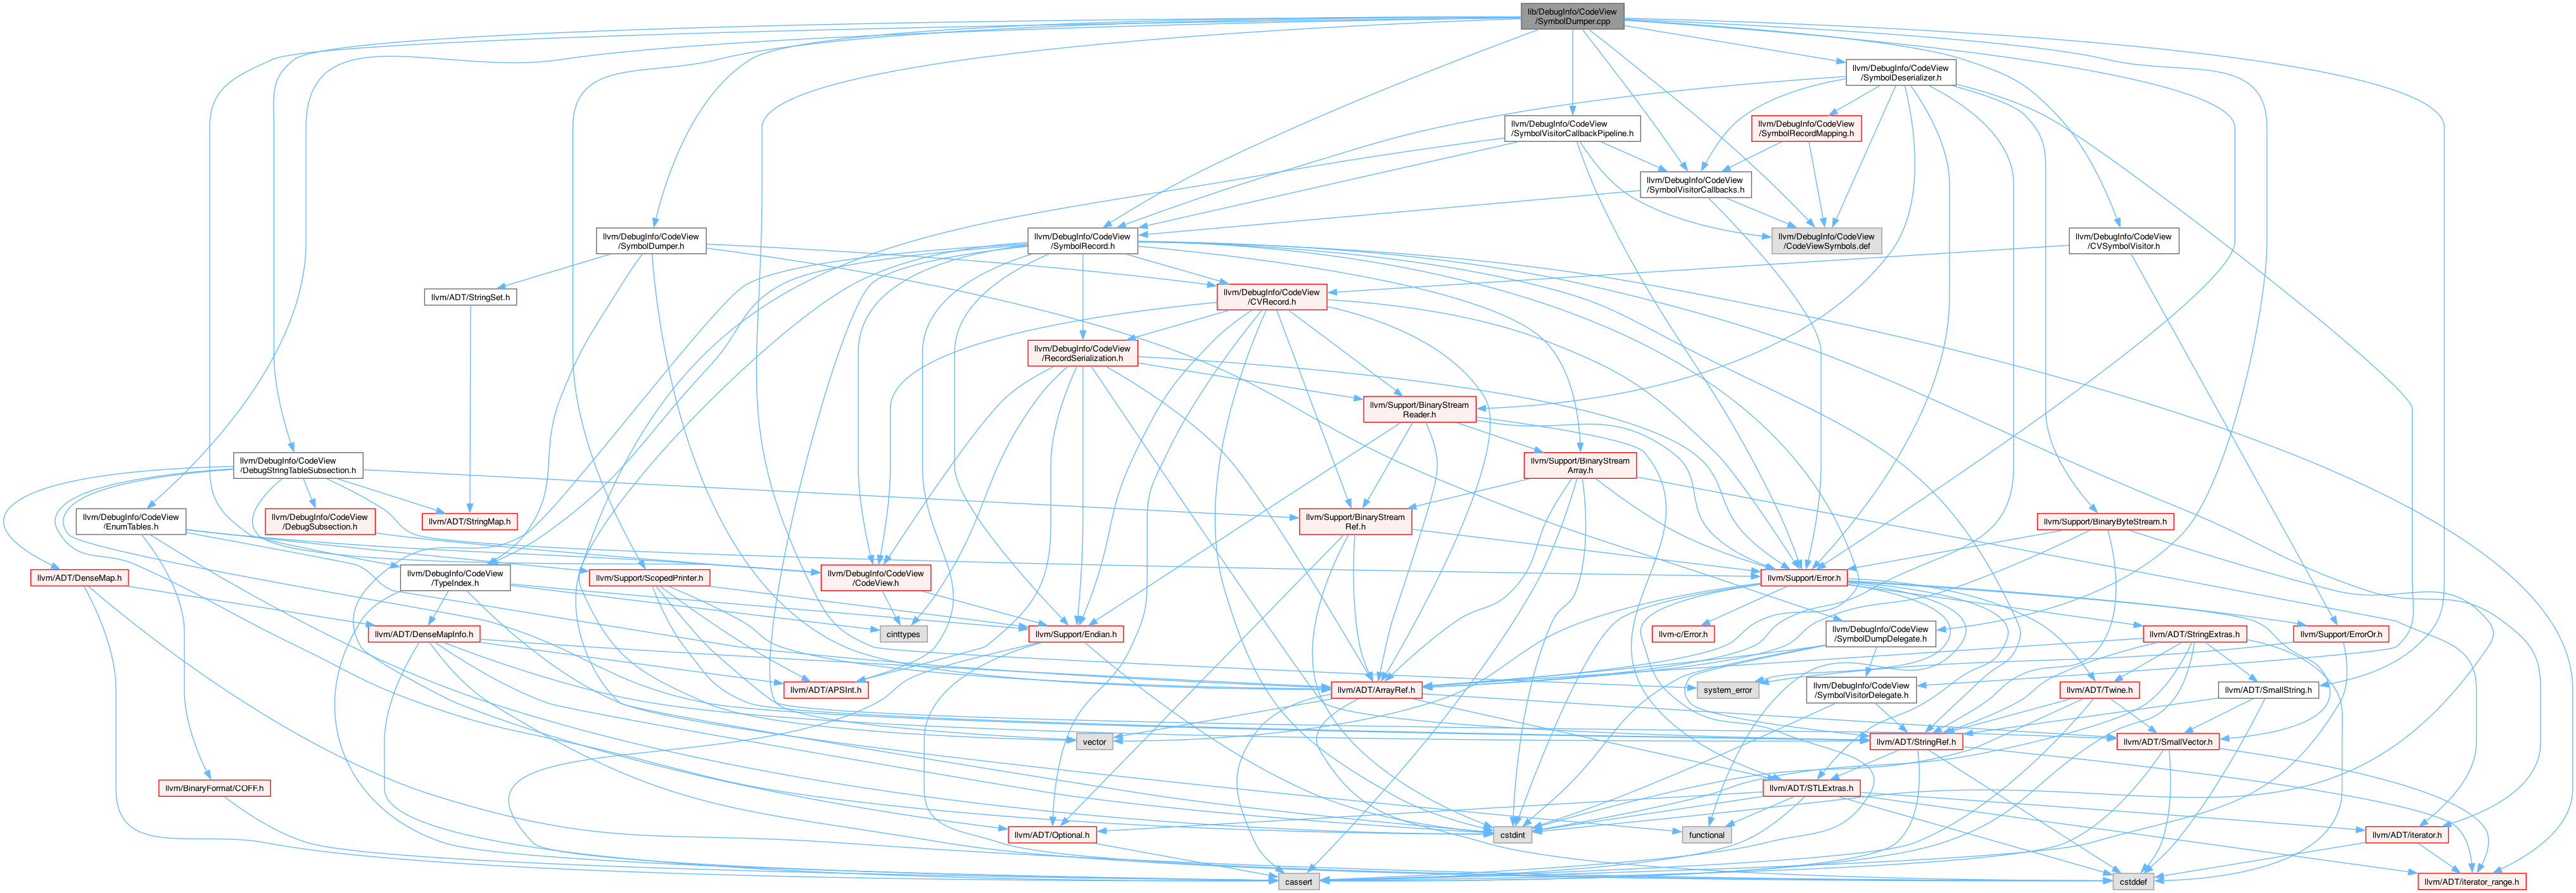 lib/DebugInfo/CodeView
/SymbolDumper.cpp
llvm/DebugInfo/CodeView
/SymbolDeserializer.h
llvm/DebugInfo/CodeView
/SymbolVisitorCallbackPipeline.h
llvm/DebugInfo/CodeView
/SymbolRecordMapping.h
llvm/DebugInfo/CodeView
/SymbolVisitorCallbacks.h
llvm/DebugInfo/CodeView
/SymbolDumper.h
llvm/DebugInfo/CodeView
/SymbolRecord.h
llvm/DebugInfo/CodeView
/CodeViewSymbols.def
llvm/DebugInfo/CodeView
/CVSymbolVisitor.h
llvm/ADT/StringSet.h
llvm/DebugInfo/CodeView
/CVRecord.h
llvm/DebugInfo/CodeView
/RecordSerialization.h
llvm/Support/BinaryStream
Reader.h
llvm/DebugInfo/CodeView
/DebugStringTableSubsection.h
llvm/Support/BinaryStream
Array.h
llvm/DebugInfo/CodeView
/EnumTables.h
llvm/DebugInfo/CodeView
/DebugSubsection.h
llvm/ADT/StringMap.h
llvm/Support/BinaryStream
Ref.h
llvm/Support/BinaryByteStream.h
llvm/ADT/DenseMap.h
llvm/DebugInfo/CodeView
/TypeIndex.h
llvm/Support/ScopedPrinter.h
llvm/DebugInfo/CodeView
/CodeView.h
llvm/Support/Error.h
llvm/ADT/DenseMapInfo.h
cinttypes
llvm/Support/Endian.h
llvm-c/Error.h
llvm/DebugInfo/CodeView
/SymbolDumpDelegate.h
llvm/ADT/StringExtras.h
llvm/Support/ErrorOr.h
llvm/ADT/APSInt.h
llvm/ADT/ArrayRef.h
system_error
llvm/DebugInfo/CodeView
/SymbolVisitorDelegate.h
llvm/ADT/Twine.h
llvm/ADT/SmallString.h
vector
llvm/ADT/StringRef.h
llvm/ADT/SmallVector.h
llvm/BinaryFormat/COFF.h
llvm/ADT/STLExtras.h
llvm/ADT/Optional.h
cstdint
functional
llvm/ADT/iterator.h
cassert
cstddef
llvm/ADT/iterator_range.h